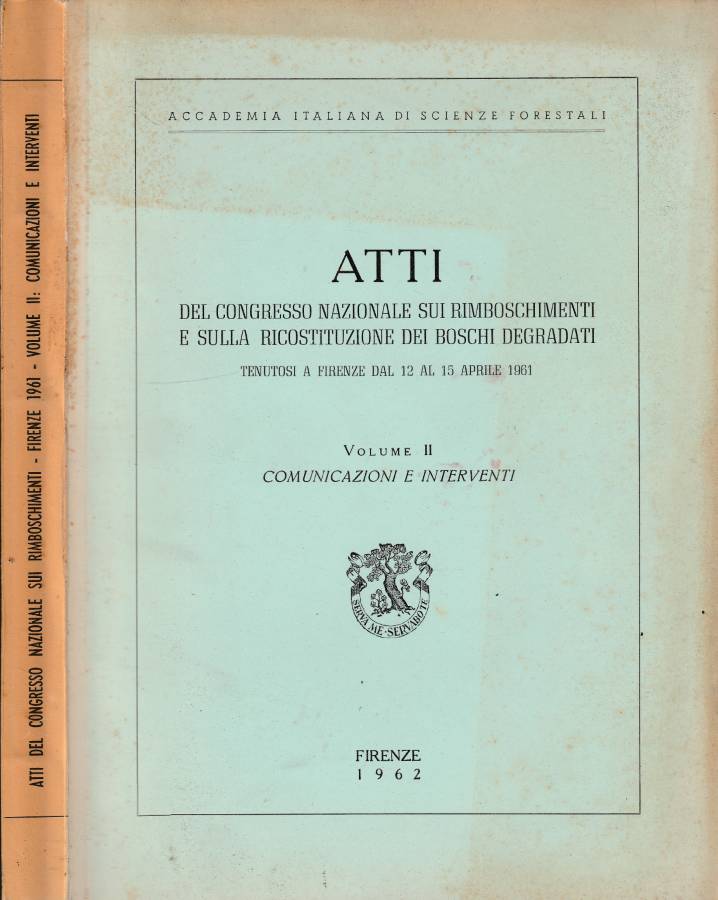 ATTI DEL CONGRESSO NAZIONALE SUI RIMBOSCHIMENTI - FIRENZE 1961 - VOLUME II: COMUNICAZIONI E INTERVENTI
ACCADEMIA ITALIANA DI SCIENZE FORESTALI
ATTI
DEL CONGRESSO NAZIONALE SUI RIMBOSCHIMENTI
E SULLA RICOSTITUZIONE DEI BOSCHI DEGRADATI
TENUTOSI A FIRENZE DAL 12 AL 15 APRILE 1961
VOLUME II
COMUNICAZIONI E INTERVENTI
SERVA ME-SERVABO TE
FIRENZE
1962